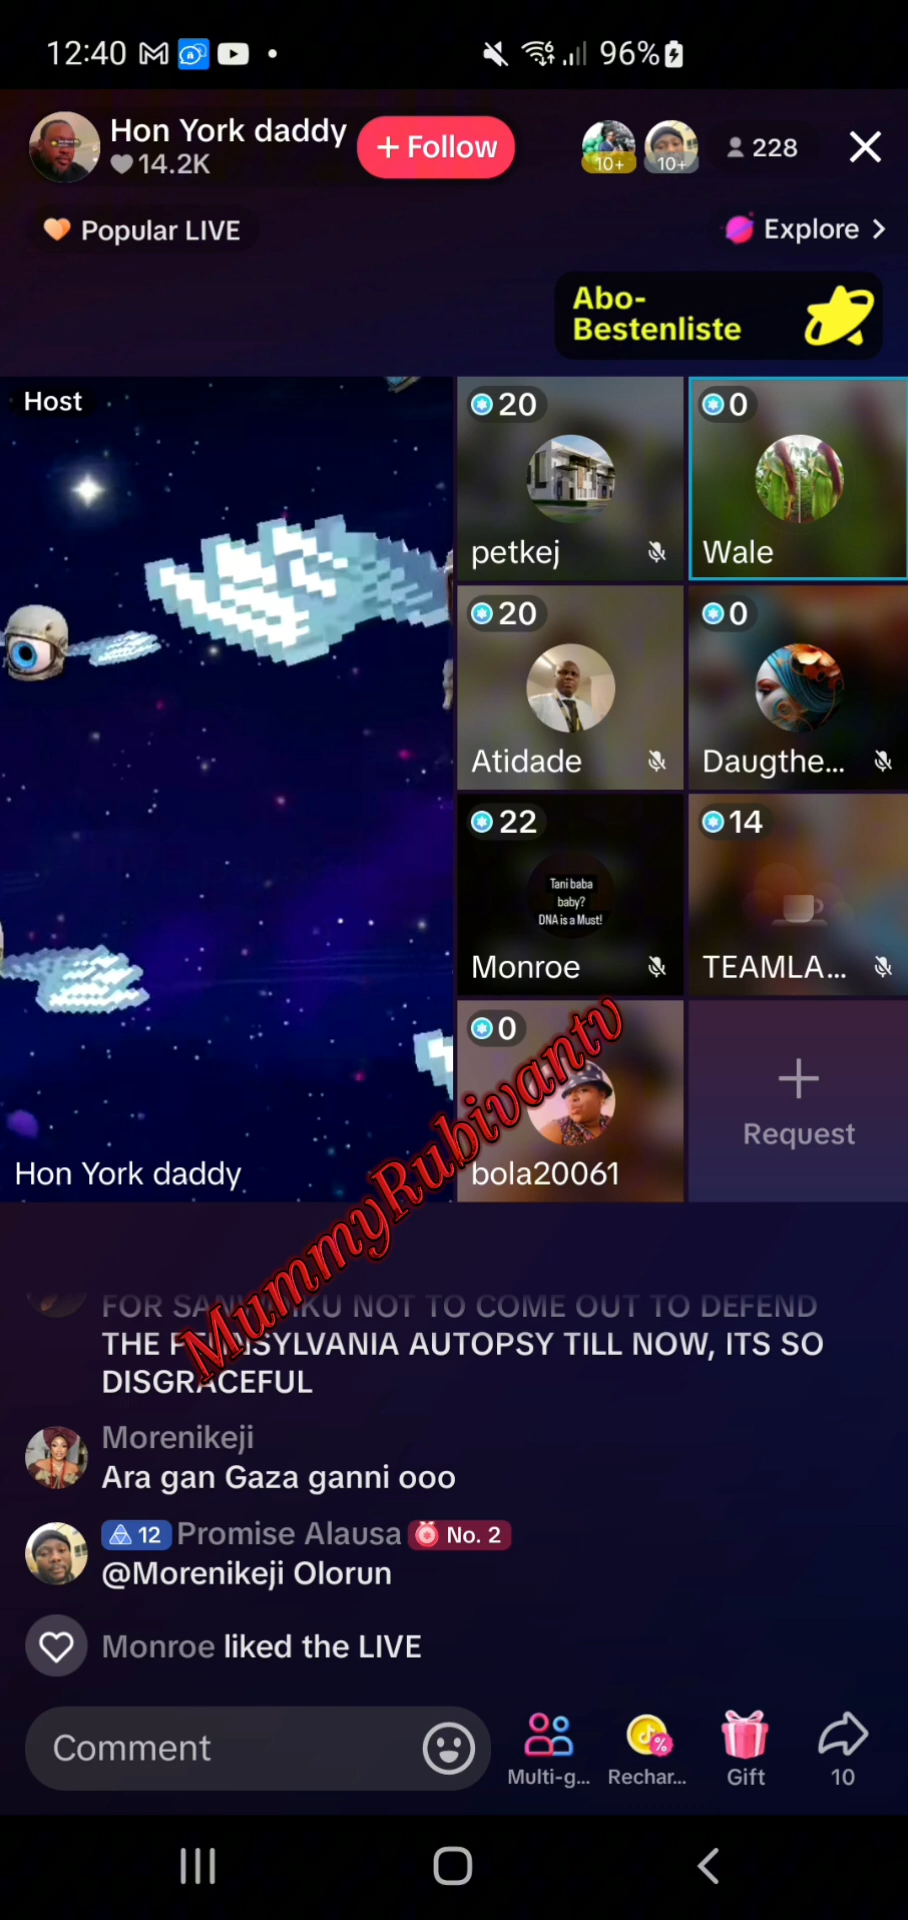 12:40
96%
Hon York daddy
14.2K
+ Follow
10+
10+
228
Popular LIVE
Explore >
Abo-
Bestenliste
Host
20
petkej
0
Wale
20
Atidade
0
Daugthe...
22
Tani baba
baby?
DNA is a Must!
Monroe
14
TEAMLA...
0
bola20061
Request
Hon York daddy
MummyRubivantv
FOR NOT TO COME OUT TO DEFEND
THE PENNSYLVANIA AUTOPSY TILL NOW, ITS SO
DISGRACEFUL
Morenikeji
Ara gan Gaza ganni ooo
12 Promise Alausa No. 2
@Morenikeji Olorun
Monroe liked the LIVE
Comment
Multi-g...
Rechar...
Gift
10